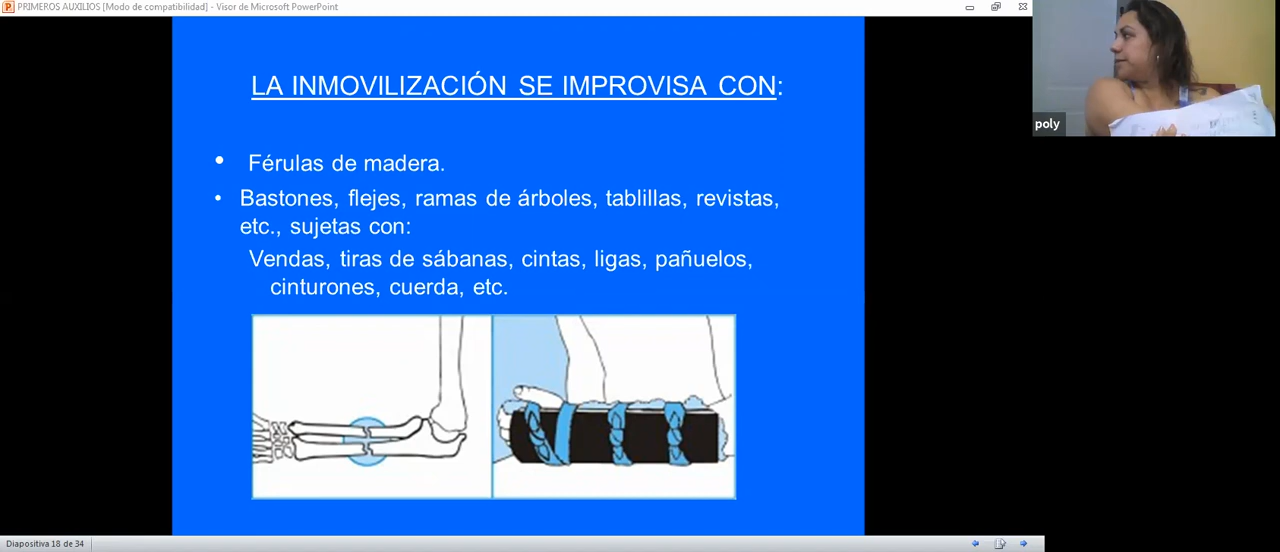 PRIMEROS AUXILIOS [Modo de compatibilidad] - Visor de Microsoft PowerPoint
LA INMOVILIZACIÓN SE IMPROVISA CON:
• Férulas de madera.
• Bastones, flejes, ramas de árboles, tablillas, revistas,
etc., sujetas con:
Vendas, tiras de sábanas, cintas, ligas, pañuelos,
cinturones, cuerda, etc.
poly
Diapositiva 18 de 34